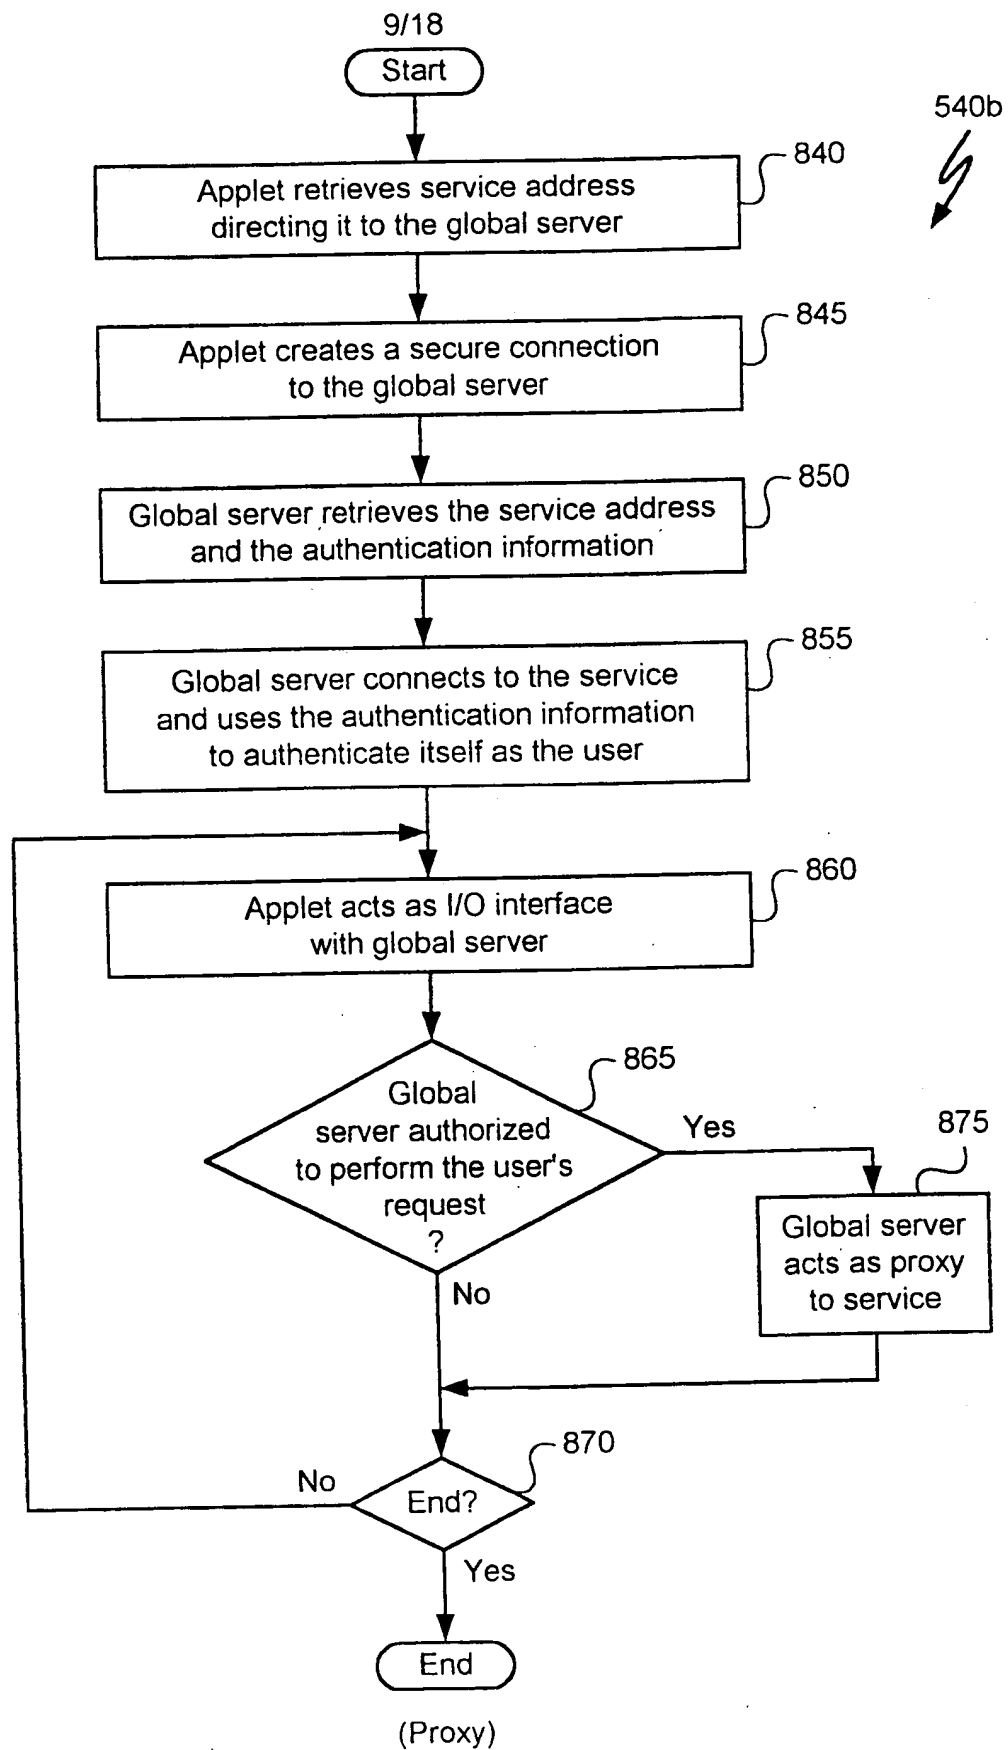 9/18
Start
540b
840
Applet retrieves service address
directing it to the global server
845
Applet creates a secure connection
to the global server
850
Global server retrieves the service address
and the authentication information
855
Global server connects to the service
and uses the authentication information
to authenticate itself as the user
860
Applet acts as I/O interface
with global server
865
Global
server authorized
to perform the user's
request
?
Yes
875
Global server
acts as proxy
to service
No
870
End?
No
Yes
End
(Proxy)